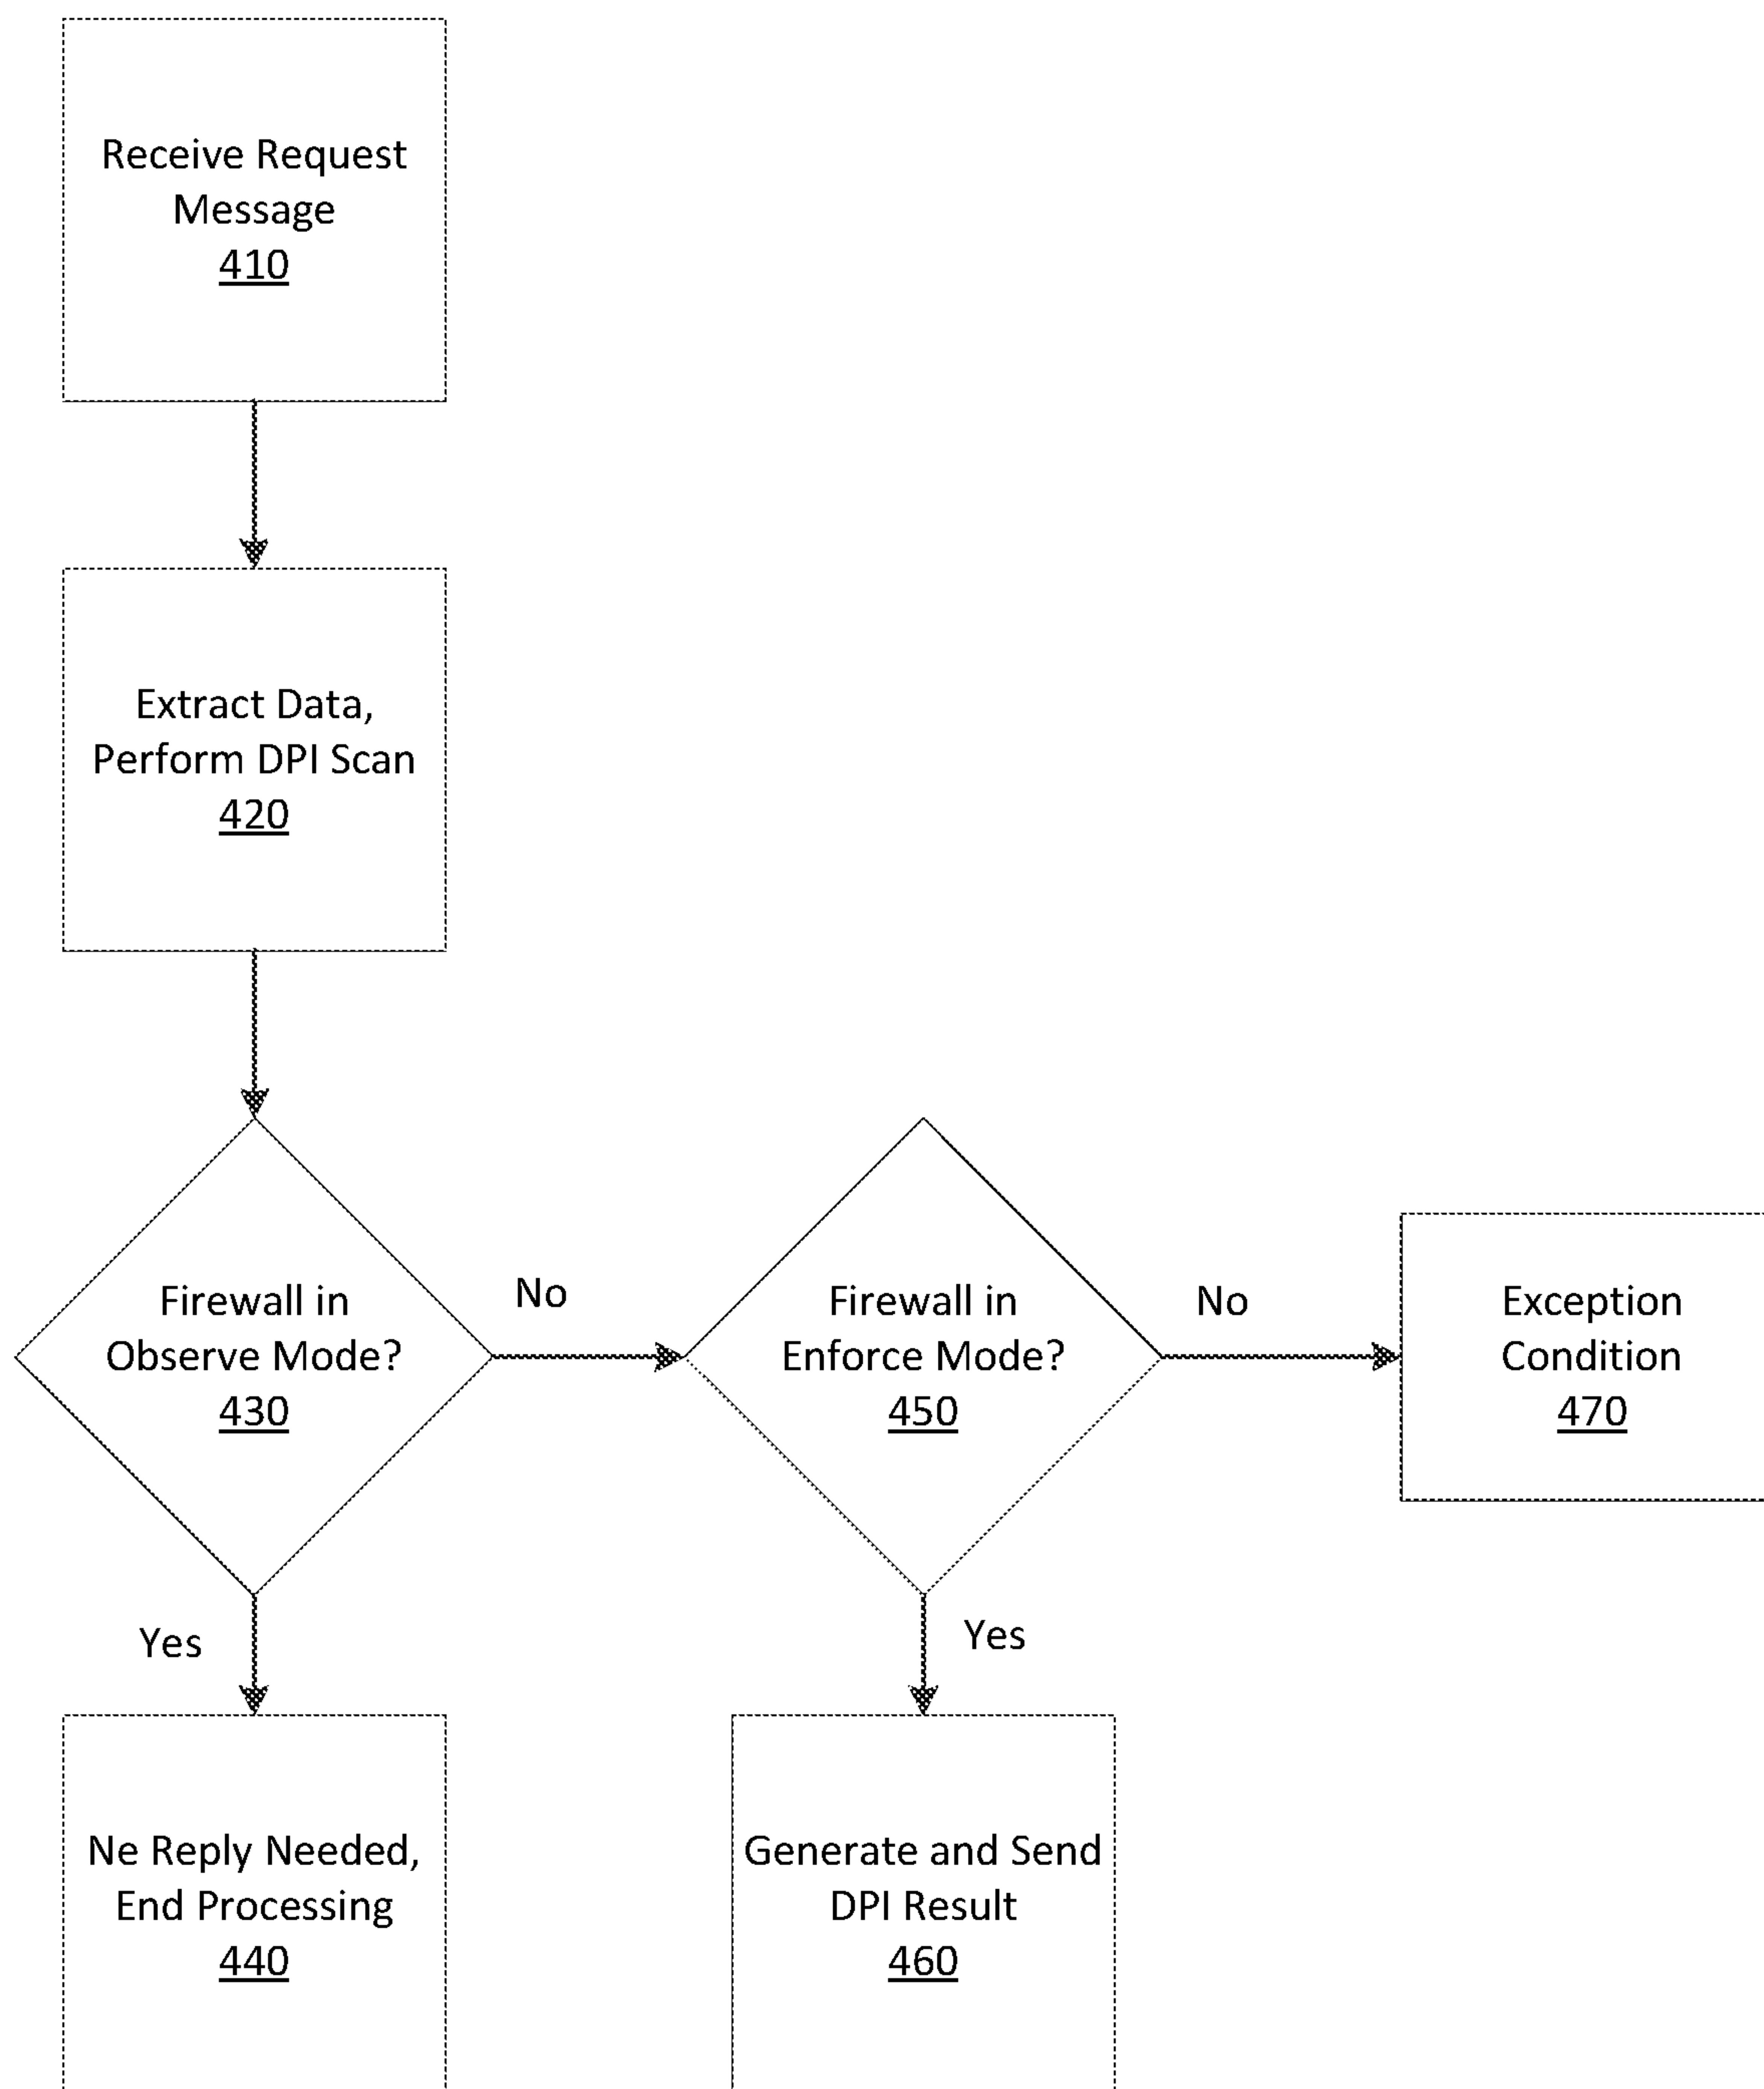 Receive Request
Message
410
Extract Data,
Perform DPI Scan
420
Firewall in
Observe Mode?
430
No
Firewall in
Enforce Mode?
450
No
Exception
Condition
470
Yes
Yes
Ne Reply Needed,
End Processing
440
Generate and Send
DPI Result
460